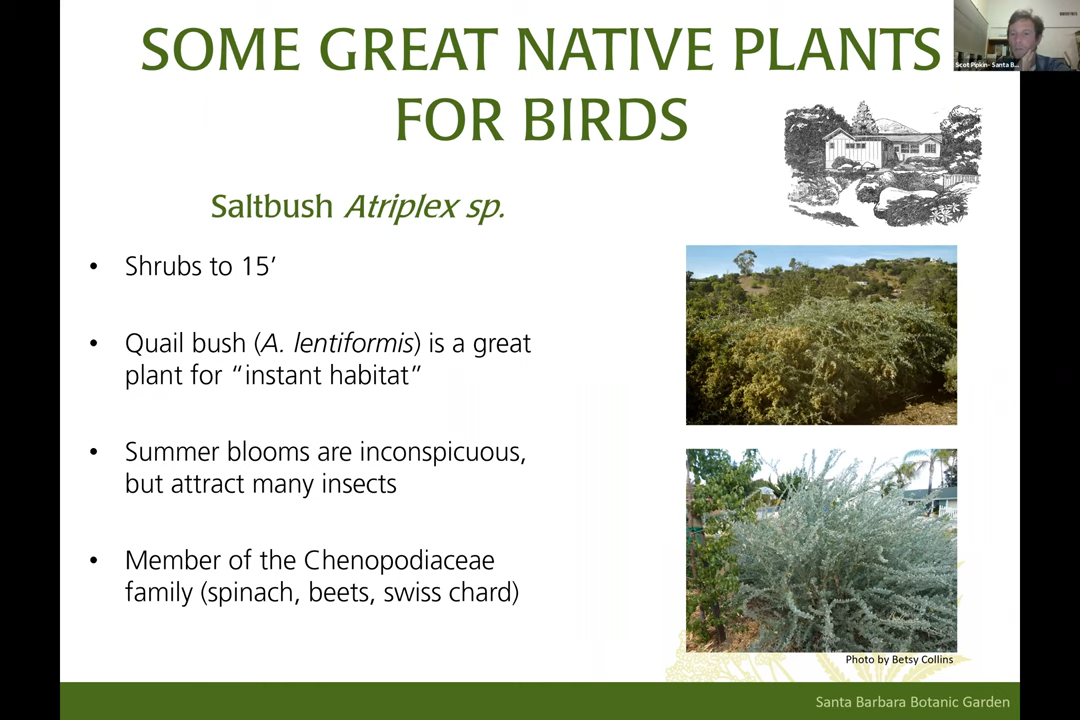 SOME GREAT NATIVE PLANTS
FOR BIRDS
Scot Pipkin- Santa B...
Saltbush Atriplex sp.
• Shrubs to 15’
• Quail bush (A. lentiformis) is a great
plant for “instant habitat”
• Summer blooms are inconspicuous,
but attract many insects
• Member of the Chenopodiaceae
family (spinach, beets, swiss chard)
Photo by Betsy Collins
Santa Barbara Botanic Garden